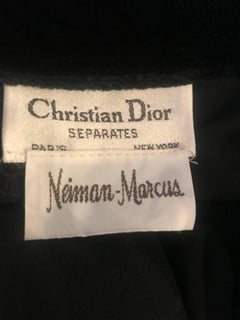 Christian Dior
SEPARATES
PARIS NEW YORK
Neiman-Marcus